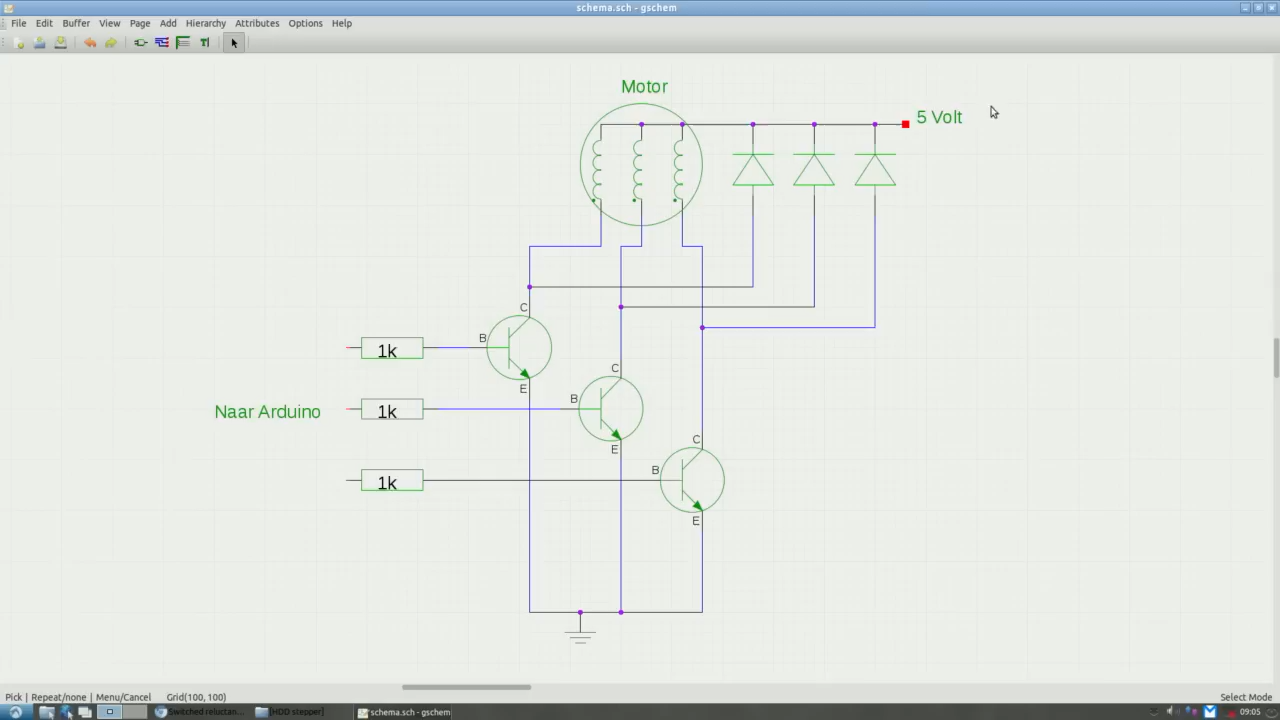 schema.sch - gschem
File Edit Buffer View Page Add Hierarchy Attributes Options Help
Motor
5 Volt
C
B
1k
E
C
B
1k
Naar Arduino
E
C
B
1k
E
Pick | Repeat/none | Menu/Cancel Grid(100, 100)
Select Mode
Switched reluctan... [HDD stepper] schema.sch - gschem 09:05